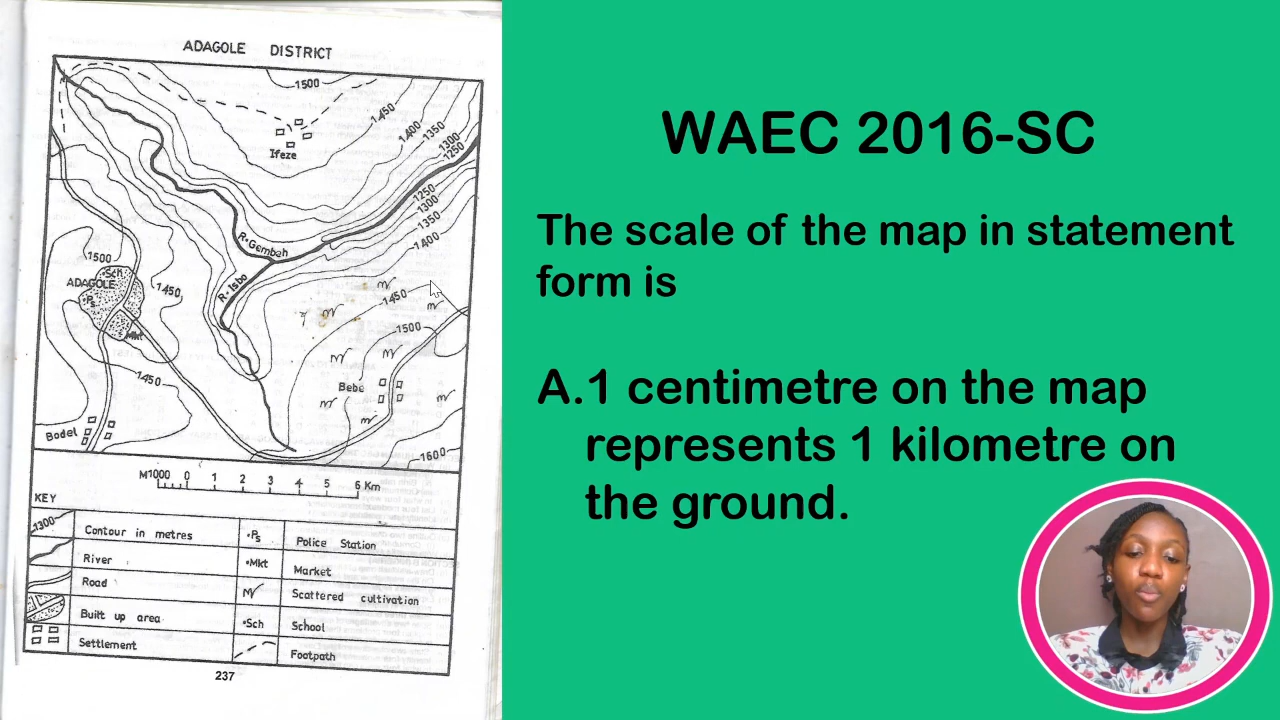 ADAGOLE DISTRICT
1500
1450
1400
1350
1300
1250
Ifeze
1250
1300
1350
1400
R.Gembah
R.Isbo
1500
Sch
ADAGOLE
P
1450
Mkt
1450
1500
1450
Bebe
Bodel
1600
M1000 0 1 2 3 4 5 6 Km
KEY
1300 Contour in metres
River
Road
Built up area
Settlement
•Ps Police Station
•Mkt Market
Scattered cultivation
•Sch School
Footpath
237
WAEC 2016-SC
The scale of the map in statement
form is
A.1 centimetre on the map
represents 1 kilometre on
the ground.